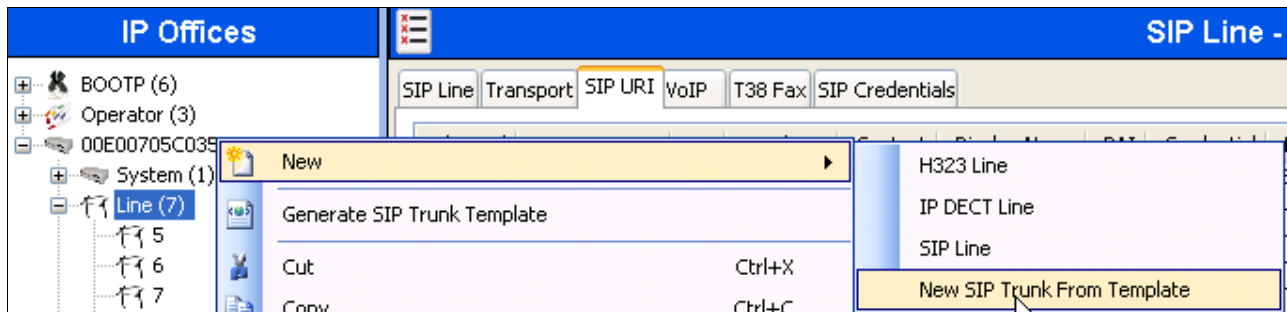 IP Offices
SIP Line -
BOOTP (6)
Operator (3)
00E00705C035
System (1)
Line (7)
5
6
7
SIP Line
Transport
SIP URI
VoIP
T38 Fax
SIP Credentials
New
Generate SIP Trunk Template
Cut Ctrl+X
Copy Ctrl+C
H323 Line
IP DECT Line
SIP Line
New SIP Trunk From Template